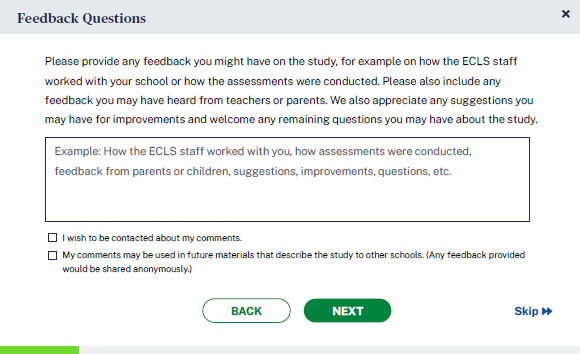 Feedback Questions
Please provide any feedback you might have on the study, for example on how the ECLS staff
worked with your school or how the assessments were conducted. Please also include any
feedback you may have heard from teachers or parents. We also appreciate any suggestions you
may have for improvements and welcome any remaining questions you may have about the study.
Example: How the ECLS staff worked with you, how assessments were conducted,
feedback from parents or children, suggestions, improvements, questions, etc.
I wish to be contacted about my comments.
My comments may be used in future materials that describe the study to other schools. (Any feedback provided
would be shared anonymously.)
BACK
NEXT
Skip